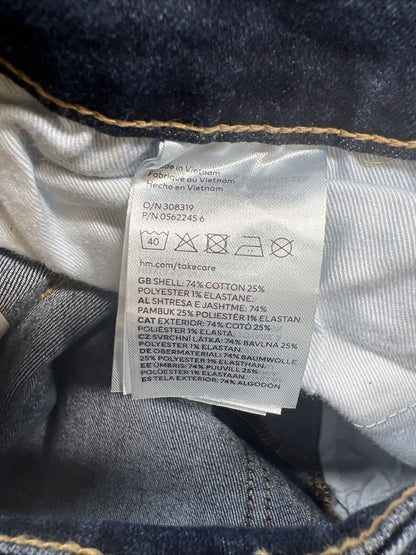 Made in Vietnam
Fabriqué au Vietnam
Hecho en Vietnam
O/N 308319
P/N 0562245 6
40
hm.com/takecare
GB SHELL: 74% COTTON 25%
POLYESTER 1% ELASTANE.
AL SHTRESA E JASHTME: 74%
PAMBUK 25% POLIESTËR 1% ELASTAN.
CAT EXTERIOR: 74% COTÓ 25%
POLIÈSTER 1% ELASTÀ.
CZ SVRCHNÍ LÁTKA: 74% BAVLNA 25%
POLYESTER 1% ELASTAN.
DE OBERMATERIAL: 74% BAUMWOLLE
25% POLYESTER 1% ELASTHAN.
EE ÜMBRIS: 74% PUUVILL 25%
POLÜESTER 1% ELASTAAN.
ES TELA EXTERIOR: 74% ALGODÓN